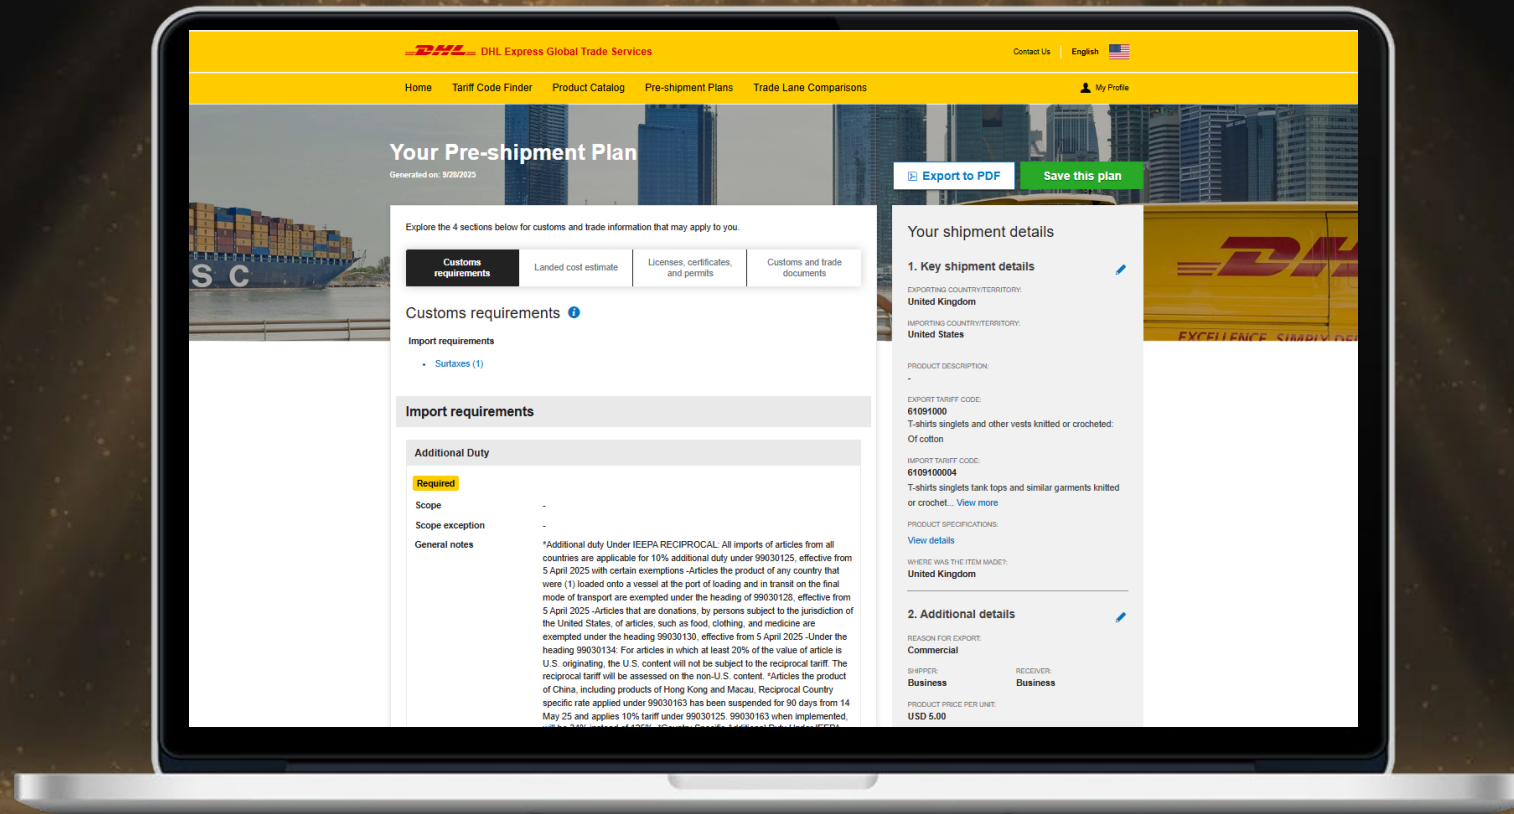 DHL DHL Express Global Trade Services
Contact Us
English
Home
Tariff Code Finder
Product Catalog
Pre-shipment Plans
Trade Lane Comparisons
My Profile
Your Pre-shipment Plan
Generated on: 9/28/2025
Export to PDF
Save this plan
S C
DH
EXCELLENCE. SIMPLY DEL
Explore the 4 sections below for customs and trade information that may apply to you.
Customs
requirements
Landed cost estimate
Licenses, certificates,
and permits
Customs and trade
documents
Customs requirements
Import requirements
• Surtaxes (1)
Import requirements
Additional Duty
Required
Scope -
Scope exception -
General notes
*Additional duty Under IEEPA RECIPROCAL: All imports of articles from all
countries are applicable for 10% additional duty under 99030125, effective from
5 April 2025 with certain exemptions -Articles the product of any country that
were (1) loaded onto a vessel at the port of loading and in transit on the final
mode of transport are exempted under the heading of 99030128, effective from
5 April 2025 -Articles that are donations, by persons subject to the jurisdiction of
the United States, of articles, such as food, clothing, and medicine are
exempted under the heading 99030130, effective from 5 April 2025 -Under the
heading 99030134: For articles in which at least 20% of the value of article is
U.S. originating, the U.S. content will not be subject to the reciprocal tariff. The
reciprocal tariff will be assessed on the non-U.S. content. *Articles the product
of China, including products of Hong Kong and Macau, Reciprocal Country
specific rate applied under 99030163 has been suspended for 90 days from 14
May 25 and applies 10% tariff under 99030125. 99030163 when implemented,
will be 34% instead of 125%. *Country Specific Additional Duty Under IEEPA
Your shipment details
1. Key shipment details
EXPORTING COUNTRY/TERRITORY:
United Kingdom
IMPORTING COUNTRY/TERRITORY:
United States
PRODUCT DESCRIPTION:
-
EXPORT TARIFF CODE:
61091000
T-shirts singlets and other vests knitted or crocheted:
Of cotton
IMPORT TARIFF CODE:
6109100004
T-shirts singlets tank tops and similar garments knitted
or crochet... View more
PRODUCT SPECIFICATIONS:
View details
WHERE WAS THE ITEM MADE?:
United Kingdom
2. Additional details
REASON FOR EXPORT:
Commercial
SHIPPER:
Business
RECEIVER:
Business
PRODUCT PRICE PER UNIT:
USD 5.00